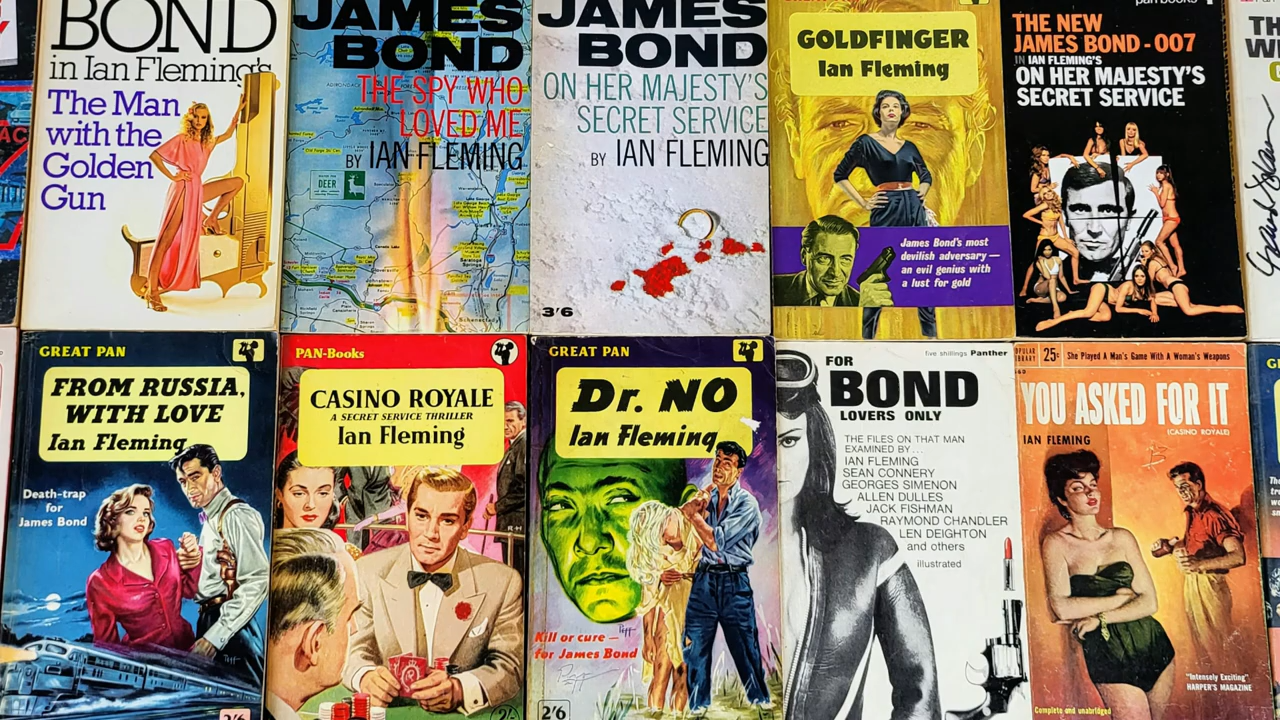 BOND
in Ian Fleming's
The Man
with the
Golden
Gun
JAMES
BOND
THE SPY WHO
LOVED ME
BY IAN FLEMING
DEER
JAMES
BOND
ON HER MAJESTY'S
SECRET SERVICE
BY IAN FLEMING
3'6
GOLDFINGER
Ian Fleming
James Bond's most
devilish adversary—
an evil genius with
a lust for gold
pan books
THE NEW
JAMES BOND-007
IN IAN FLEMING'S
ON HER MAJESTY'S
SECRET SERVICE
GREAT PAN
FROM RUSSIA,
WITH LOVE
Ian Fleming
Death-trap
for
James Bond
2/6
PAN-Books
CASINO ROYALE
A SECRET SERVICE THRILLER
Ian Fleming
2/-
GREAT PAN
Dr. NO
Ian Fleming
Kill or cure —
for James Bond
2/6
five shillings Panther
FOR
BOND
LOVERS ONLY
THE FILES ON THAT MAN
EXAMINED BY...
IAN FLEMING
SEAN CONNERY
GEORGES SIMENON
ALLEN DULLES
JACK FISHMAN
RAYMOND CHANDLER
LEN DEIGHTON
and others
illustrated
25¢ She Played A Man's Game With A Woman's Weapons
YOU ASKED FOR IT
(CASINO ROYALE)
IAN FLEMING
"Intensely Exciting"
HARPER'S MAGAZINE
Complete and unabridged